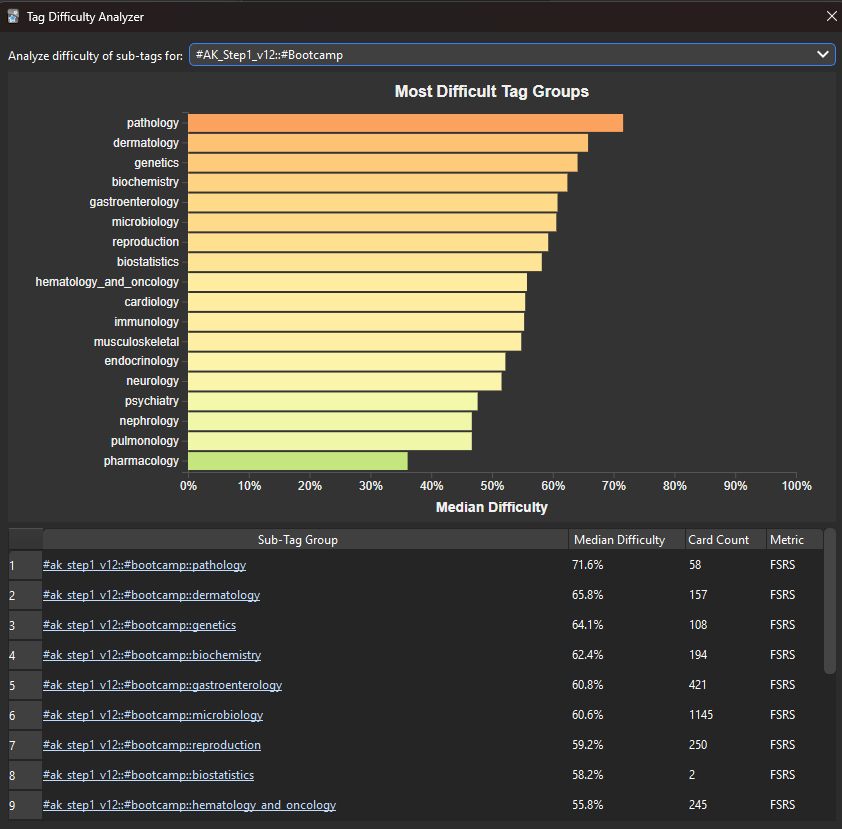 Tag Difficulty Analyzer
Analyze difficulty of sub-tags for: #AK_Step1_v12::#Bootcamp
Most Difficult Tag Groups
pathology
dermatology
genetics
biochemistry
gastroenterology
microbiology
reproduction
biostatistics
hematology_and_oncology
cardiology
immunology
musculoskeletal
endocrinology
neurology
psychiatry
nephrology
pulmonology
pharmacology
0% 10% 20% 30% 40% 50% 60% 70% 80% 90% 100%
Median Difficulty
Sub-Tag Group Median Difficulty Card Count Metric
1 #ak_step1_v12::#bootcamp::pathology 71.6% 58 FSRS
2 #ak_step1_v12::#bootcamp::dermatology 65.8% 157 FSRS
3 #ak_step1_v12::#bootcamp::genetics 64.1% 108 FSRS
4 #ak_step1_v12::#bootcamp::biochemistry 62.4% 194 FSRS
5 #ak_step1_v12::#bootcamp::gastroenterology 60.8% 421 FSRS
6 #ak_step1_v12::#bootcamp::microbiology 60.6% 1145 FSRS
7 #ak_step1_v12::#bootcamp::reproduction 59.2% 250 FSRS
8 #ak_step1_v12::#bootcamp::biostatistics 58.2% 2 FSRS
9 #ak_step1_v12::#bootcamp::hematology_and_oncology 55.8% 245 FSRS